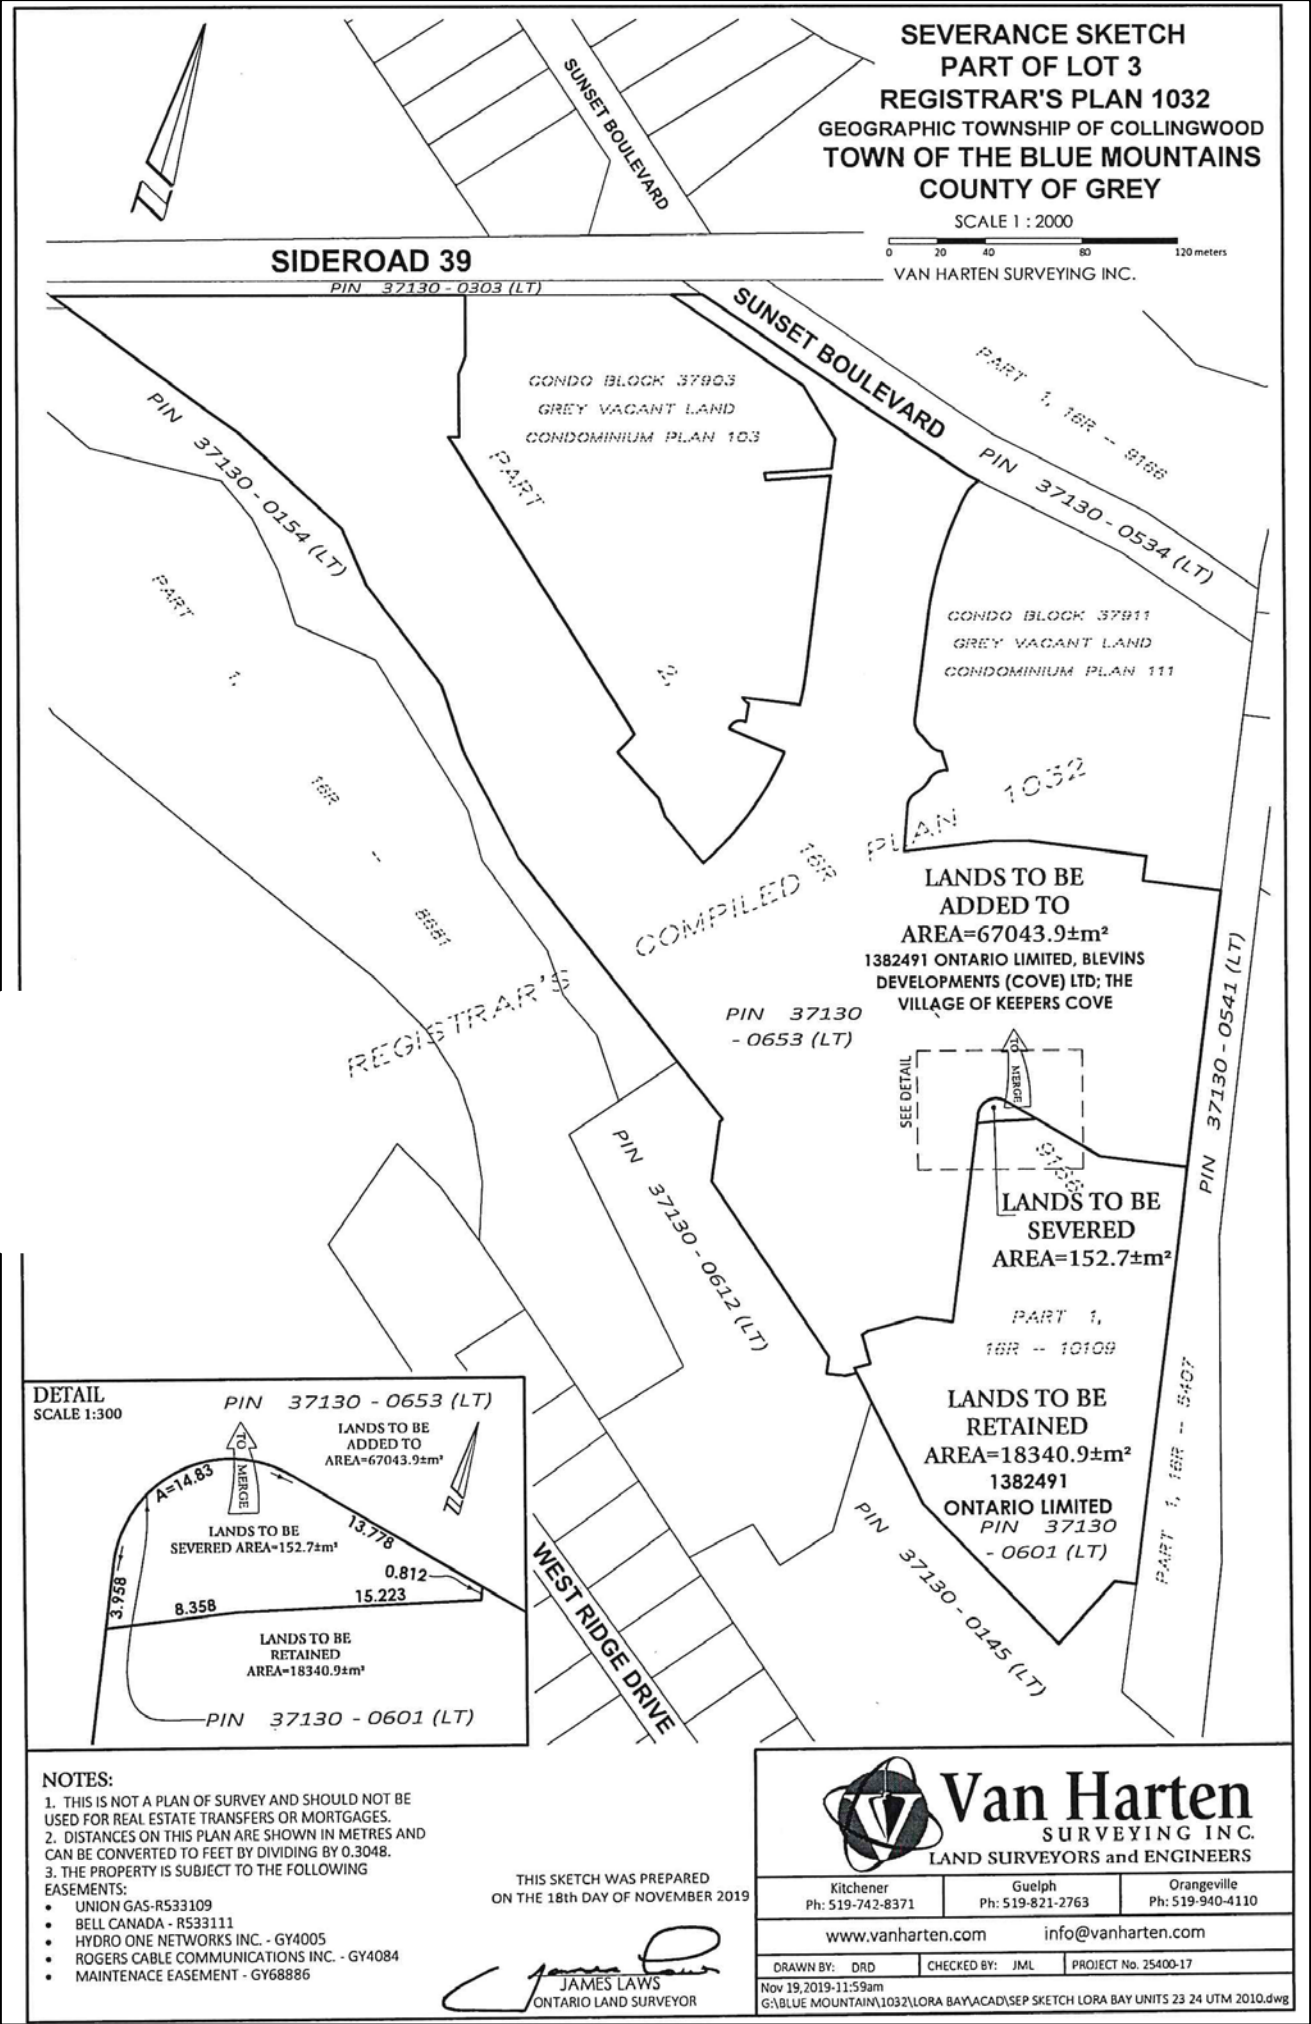 SEVERANCE SKETCH
PART OF LOT 3
REGISTRAR'S PLAN 1032
GEOGRAPHIC TOWNSHIP OF COLLINGWOOD
TOWN OF THE BLUE MOUNTAINS
COUNTY OF GREY
SCALE 1 : 2000
0 20 40 80 120 meters
VAN HARTEN SURVEYING INC.
SUNSET BOULEVARD
SIDEROAD 39
PIN 37130 - 0303 (LT)
SUNSET BOULEVARD
PIN 37130 - 0534 (LT)
PART 1, 16R -- 9166
CONDO BLOCK 37903
GREY VACANT LAND
CONDOMINIUM PLAN 103
PIN 37130 - 0154 (LT)
PART 2, 16R
PART 1, 16R - 8681
CONDO BLOCK 37911
GREY VACANT LAND
CONDOMINIUM PLAN 111
REGISTRAR'S COMPILED PLAN 1032
LANDS TO BE
ADDED TO
AREA=67043.9±m²
1382491 ONTARIO LIMITED, BLEVINS
DEVELOPMENTS (COVE) LTD; THE
VILLAGE OF KEEPERS COVE
PIN 37130
- 0653 (LT)
SEE DETAIL
TO MERGE
PIN 37130 - 0541 (LT)
LANDS TO BE
SEVERED
AREA=152.7±m²
PIN 37130 - 0612 (LT)
PART 1,
16R -- 10109
LANDS TO BE
RETAINED
AREA=18340.9±m²
1382491
ONTARIO LIMITED
PIN 37130
- 0601 (LT)
PART 1, 16R -- 5407
PIN 37130 - 0145 (LT)
WEST RIDGE DRIVE
DETAIL
SCALE 1:300
PIN 37130 - 0653 (LT)
LANDS TO BE
ADDED TO
AREA=67043.9±m²
TO MERGE
A=14.83
LANDS TO BE
SEVERED AREA=152.7±m²
13.778
0.812
3.958
8.358
15.223
LANDS TO BE
RETAINED
AREA=18340.9±m²
PIN 37130 - 0601 (LT)
NOTES:
1. THIS IS NOT A PLAN OF SURVEY AND SHOULD NOT BE
USED FOR REAL ESTATE TRANSFERS OR MORTGAGES.
2. DISTANCES ON THIS PLAN ARE SHOWN IN METRES AND
CAN BE CONVERTED TO FEET BY DIVIDING BY 0.3048.
3. THE PROPERTY IS SUBJECT TO THE FOLLOWING
EASEMENTS:
• UNION GAS-R533109
• BELL CANADA - R533111
• HYDRO ONE NETWORKS INC. - GY4005
• ROGERS CABLE COMMUNICATIONS INC. - GY4084
• MAINTENACE EASEMENT - GY68886
THIS SKETCH WAS PREPARED
ON THE 18th DAY OF NOVEMBER 2019
JAMES LAWS
ONTARIO LAND SURVEYOR
Van Harten
SURVEYING INC.
LAND SURVEYORS and ENGINEERS
Kitchener
Ph: 519-742-8371
Guelph
Ph: 519-821-2763
Orangeville
Ph: 519-940-4110
www.vanharten.com info@vanharten.com
DRAWN BY: DRD
CHECKED BY: JML
PROJECT No. 25400-17
Nov 19,2019-11:59am
G:\BLUE MOUNTAIN\1032\LORA BAY\ACAD\SEP SKETCH LORA BAY UNITS 23 24 UTM 2010.dwg